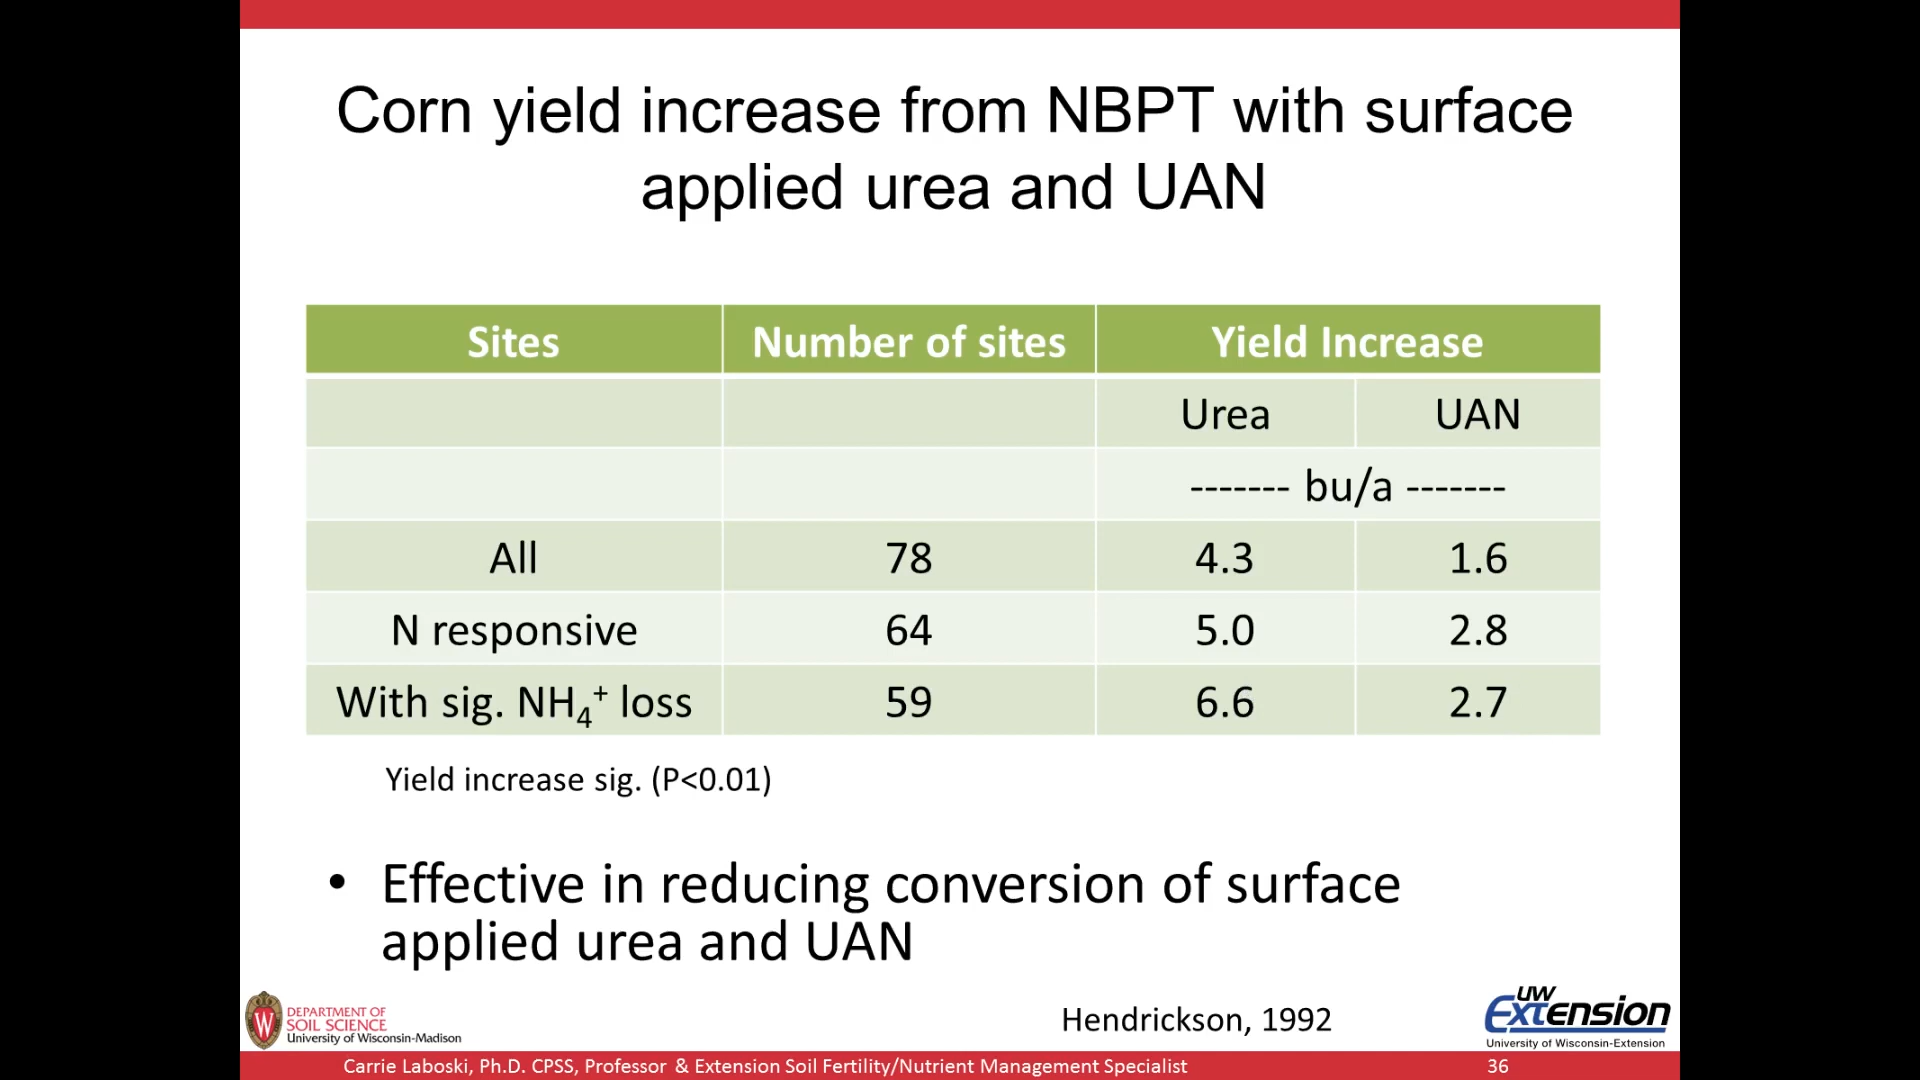 Corn yield increase from NBPT with surface
applied urea and UAN
Sites Number of sites Yield Increase
Urea UAN
------- bu/a -------
All 78 4.3 1.6
N responsive 64 5.0 2.8
With sig. NH₄⁺ loss 59 6.6 2.7
Yield increase sig. (P<0.01)
• Effective in reducing conversion of surface
applied urea and UAN
Hendrickson, 1992
W
DEPARTMENT OF
SOIL SCIENCE
University of Wisconsin-Madison
UW
Extension
University of Wisconsin-Extension
Carrie Laboski, Ph.D. CPSS, Professor & Extension Soil Fertility/Nutrient Management Specialist 36